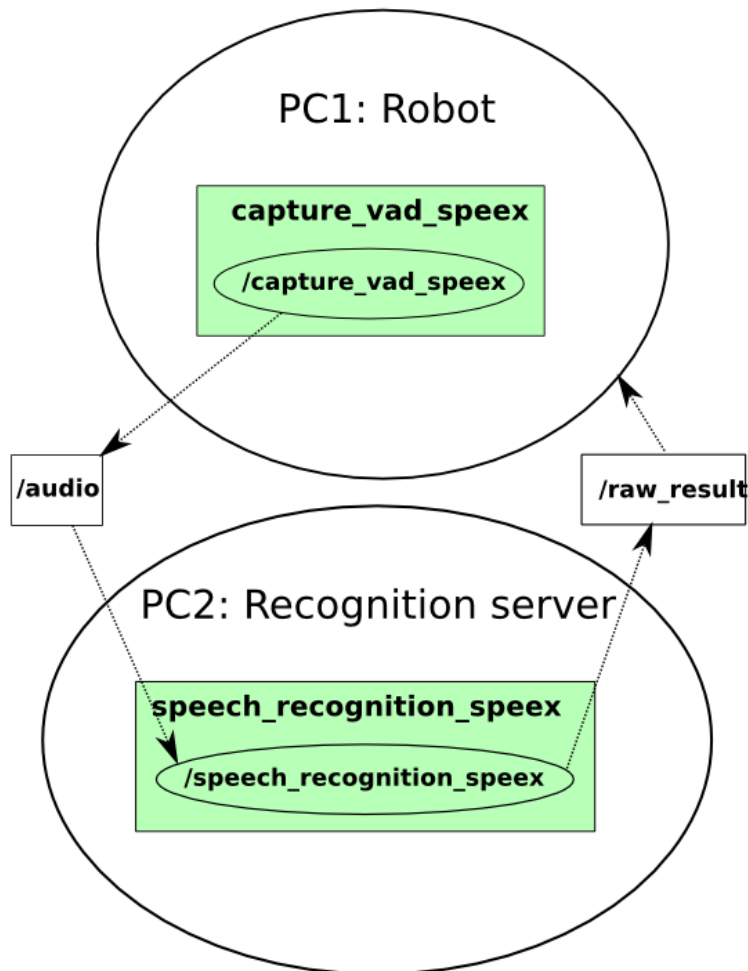 PC1: Robot
capture_vad_speex
/capture_vad_speex
/audio
/raw_result
PC2: Recognition server
speech_recognition_speex
/speech_recognition_speex